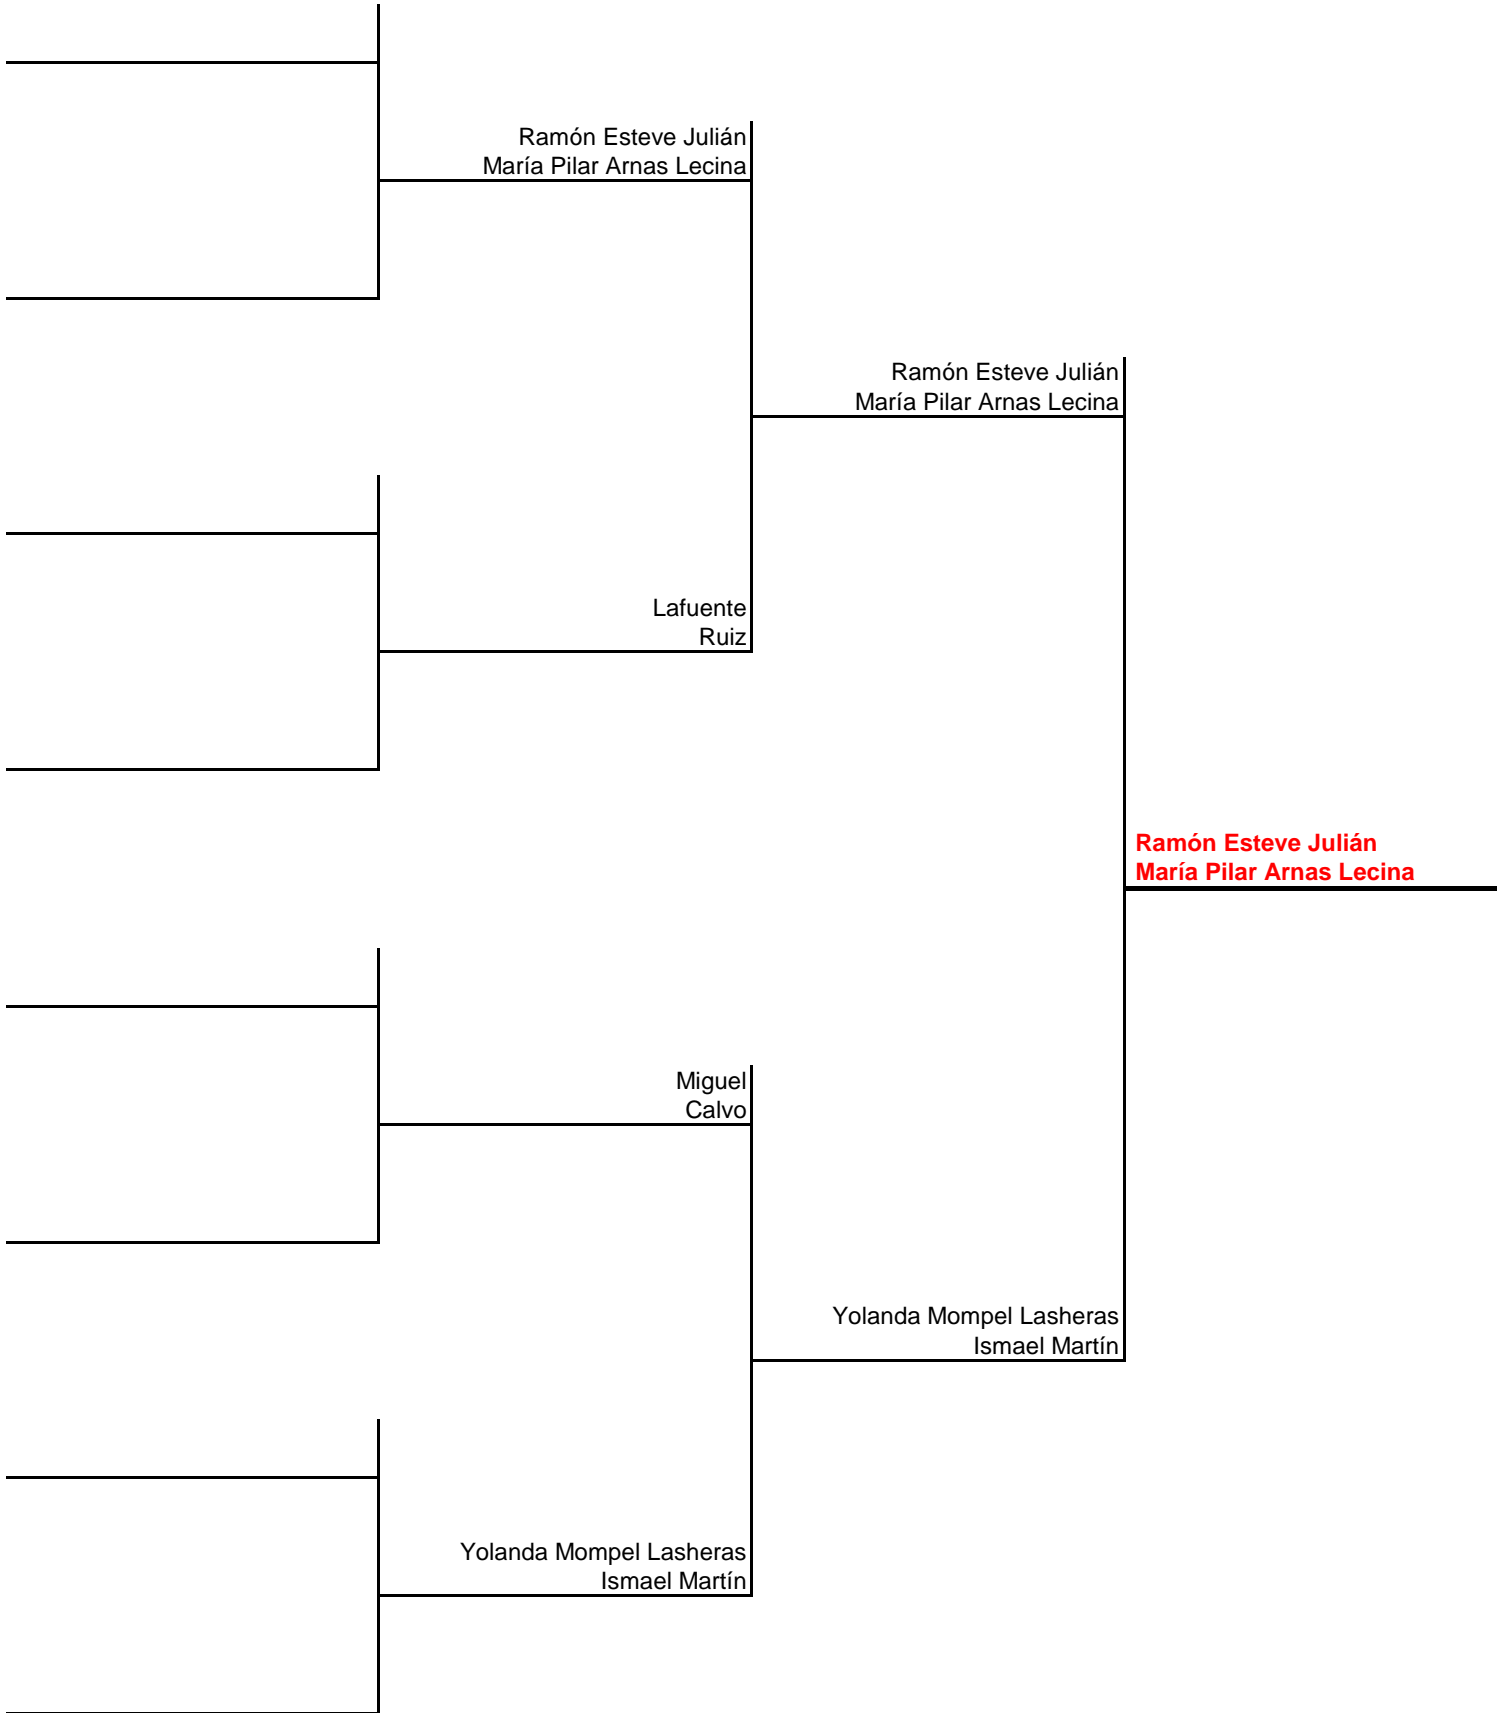 Ramón Esteve Julián
María Pilar Arnas Lecina
Ramón Esteve Julián
María Pilar Arnas Lecina
Lafuente
Ruiz
Ramón Esteve Julián
María Pilar Arnas Lecina
Miguel
Calvo
Yolanda Mompel Lasheras
Ismael Martín
Yolanda Mompel Lasheras
Ismael Martín